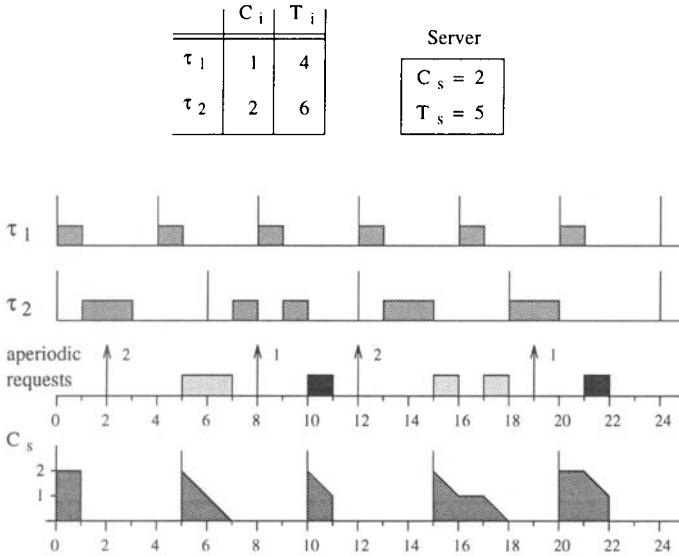 C i T i
τ 1 1 4
τ 2 2 6
Server
C s = 2
T s = 5
τ 1
τ 2
aperiodic
requests
2 1 2 1
0 2 4 6 8 10 12 14 16 18 20 22 24
C s
2
1
0 2 4 6 8 10 12 14 16 18 20 22 24